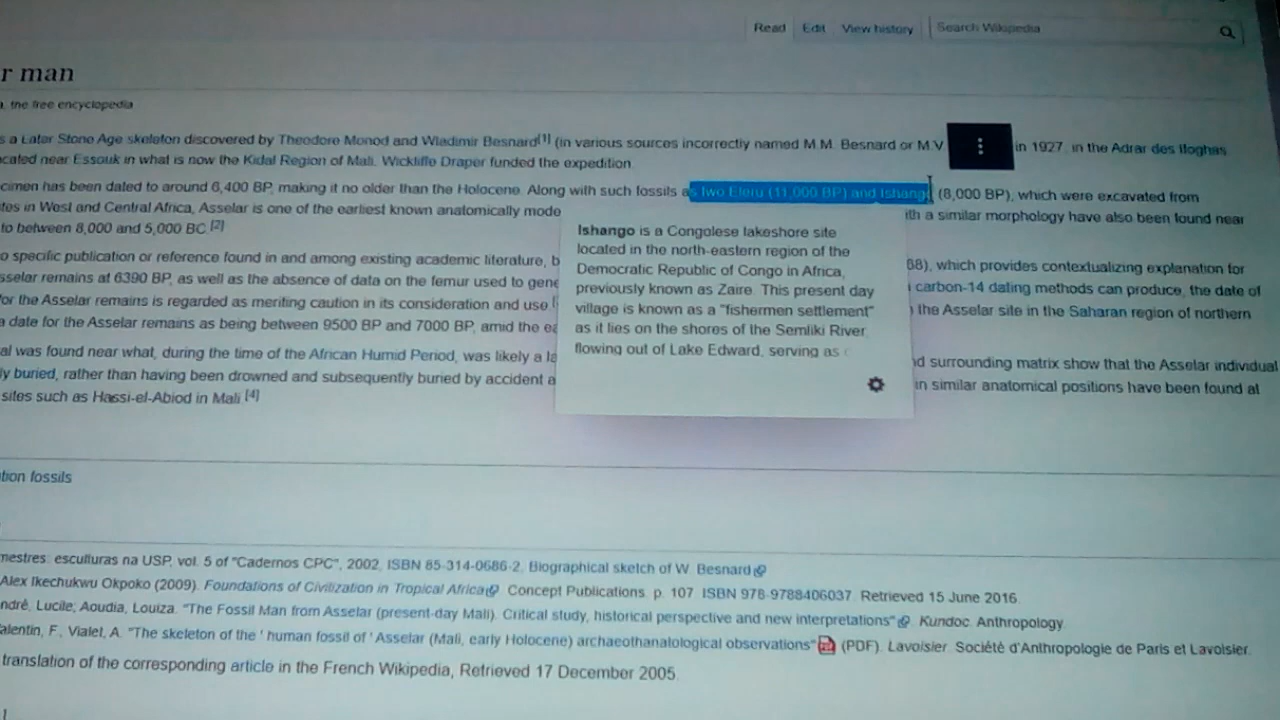 Read Edit View history Search Wikipedia
r man
the free encyclopedia
s a Later Stone Age skeleton discovered by Theodore Monod and Wladimir Besnard[1] (in various sources incorrectly named M.M. Besnard or M.V in 1927, in the Adrar des Ifoghas
cated near Essouk in what is now the Kidal Region of Mali. Wickliffe Draper funded the expedition.
cimen has been dated to around 6,400 BP, making it no older than the Holocene. Along with such fossils as Iwo Eleru (11,000 BP) and Ishango (8,000 BP), which were excavated from
tes in West and Central Africa, Asselar is one of the earliest known anatomically mode ith a similar morphology have also been found near
to between 8,000 and 5,000 BC.[2]
o specific publication or reference found in and among existing academic literature, b 68), which provides contextualizing explanation for
sselar remains at 6390 BP, as well as the absence of data on the femur used to gene carbon-14 dating methods can produce, the date of
for the Asselar remains is regarded as meriting caution in its consideration and use.[ the Asselar site in the Saharan region of northern
a date for the Asselar remains as being between 9500 BP and 7000 BP, amid the ea
al was found near what, during the time of the African Humid Period, was likely a la nd surrounding matrix show that the Asselar individual
ly buried, rather than having been drowned and subsequently buried by accident a in similar anatomical positions have been found at
sites such as Hassi-el-Abiod in Mali.[4]
Ishango is a Congolese lakeshore site
located in the north-eastern region of the
Democratic Republic of Congo in Africa,
previously known as Zaire. This present day
village is known as a "fishermen settlement"
as it lies on the shores of the Semliki River,
flowing out of Lake Edward, serving as
tion fossils
mestres: esculturas na USP, vol. 5 of "Cadernos CPC", 2002, ISBN 85-314-0686-2, Biographical sketch of W. Besnard
Alex Ikechukwu Okpoko (2009). Foundations of Civilization in Tropical Africa. Concept Publications. p. 107. ISBN 978-9788406037. Retrieved 15 June 2016.
ndré, Lucile; Aoudia, Louiza. "The Fossil Man from Asselar (present-day Mali). Critical study, historical perspective and new interpretations". Kundoc. Anthropology.
alentin, F.; Vialet, A. "The skeleton of the ' human fossil of ' Asselar (Mali, early Holocene) archaeothanatological observations" (PDF). Lavoisier. Société d'Anthropologie de Paris et Lavoisier.
translation of the corresponding article in the French Wikipedia, Retrieved 17 December 2005.